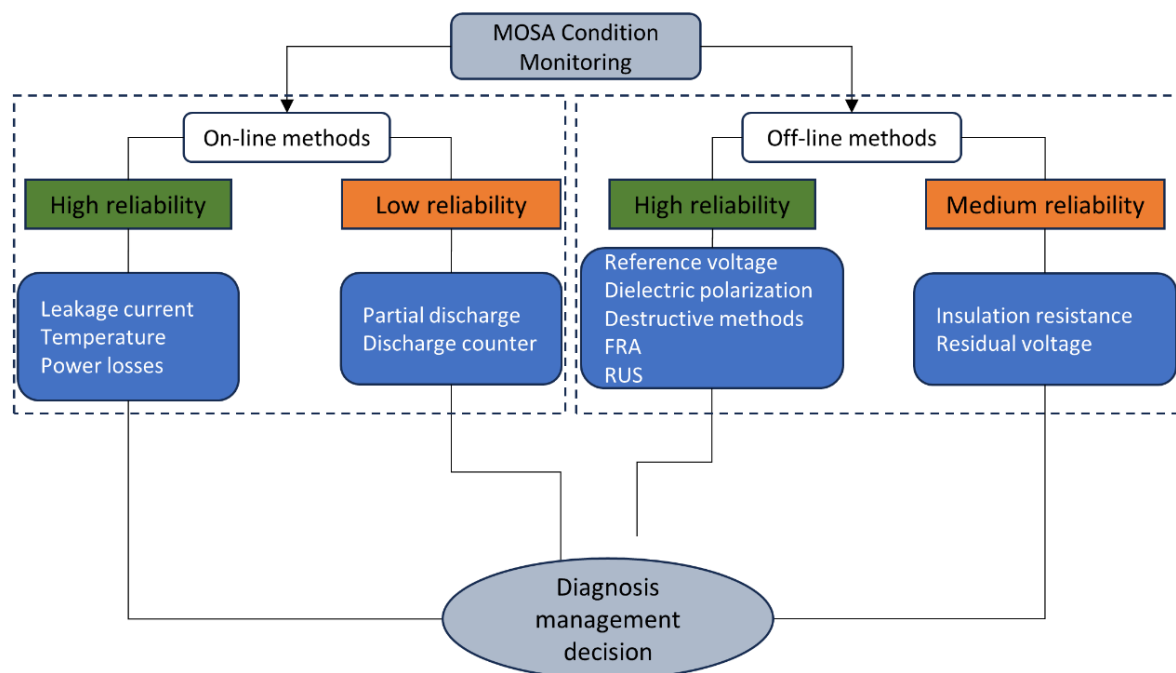 MOSA Condition
Monitoring
On-line methods
Off-line methods
High reliability
Low reliability
High reliability
Medium reliability
Leakage current
Temperature
Power losses
Partial discharge
Discharge counter
Reference voltage
Dielectric polarization
Destructive methods
FRA
RUS
Insulation resistance
Residual voltage
Diagnosis
management
decision